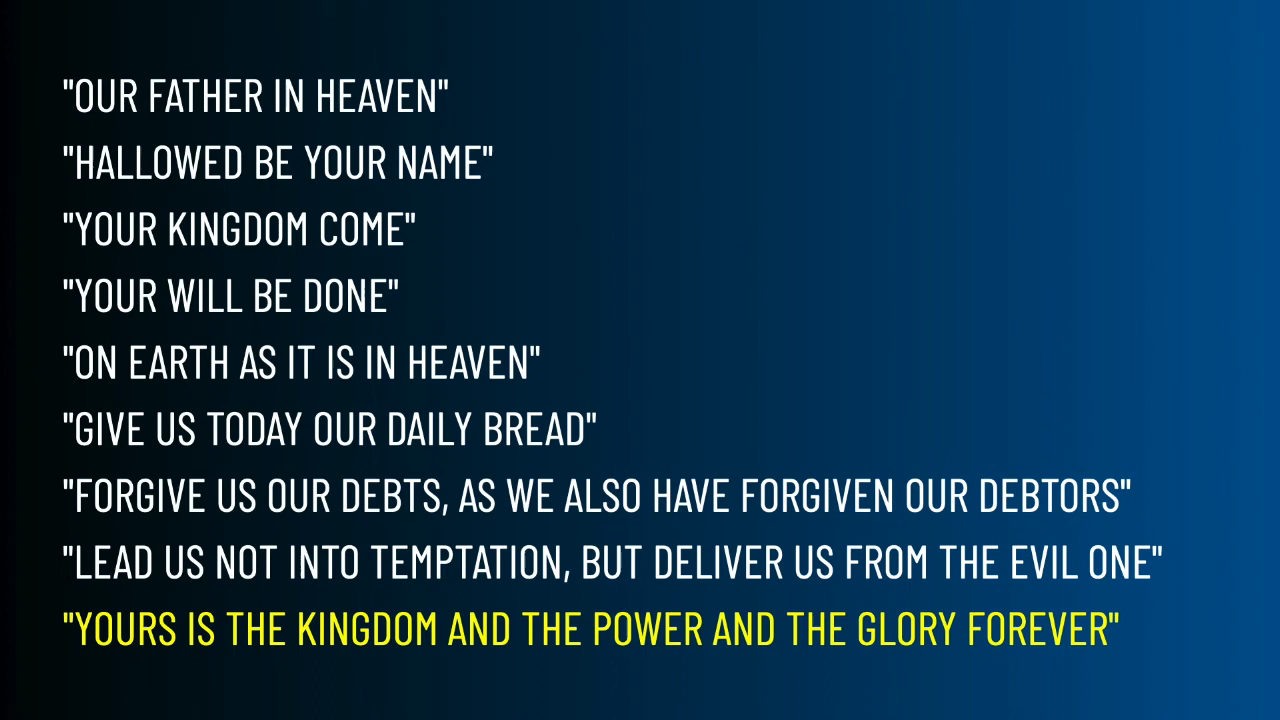 "OUR FATHER IN HEAVEN"
"HALLOWED BE YOUR NAME"
"YOUR KINGDOM COME"
"YOUR WILL BE DONE"
"ON EARTH AS IT IS IN HEAVEN"
"GIVE US TODAY OUR DAILY BREAD"
"FORGIVE US OUR DEBTS, AS WE ALSO HAVE FORGIVEN OUR DEBTORS"
"LEAD US NOT INTO TEMPTATION, BUT DELIVER US FROM THE EVIL ONE"
"YOURS IS THE KINGDOM AND THE POWER AND THE GLORY FOREVER"